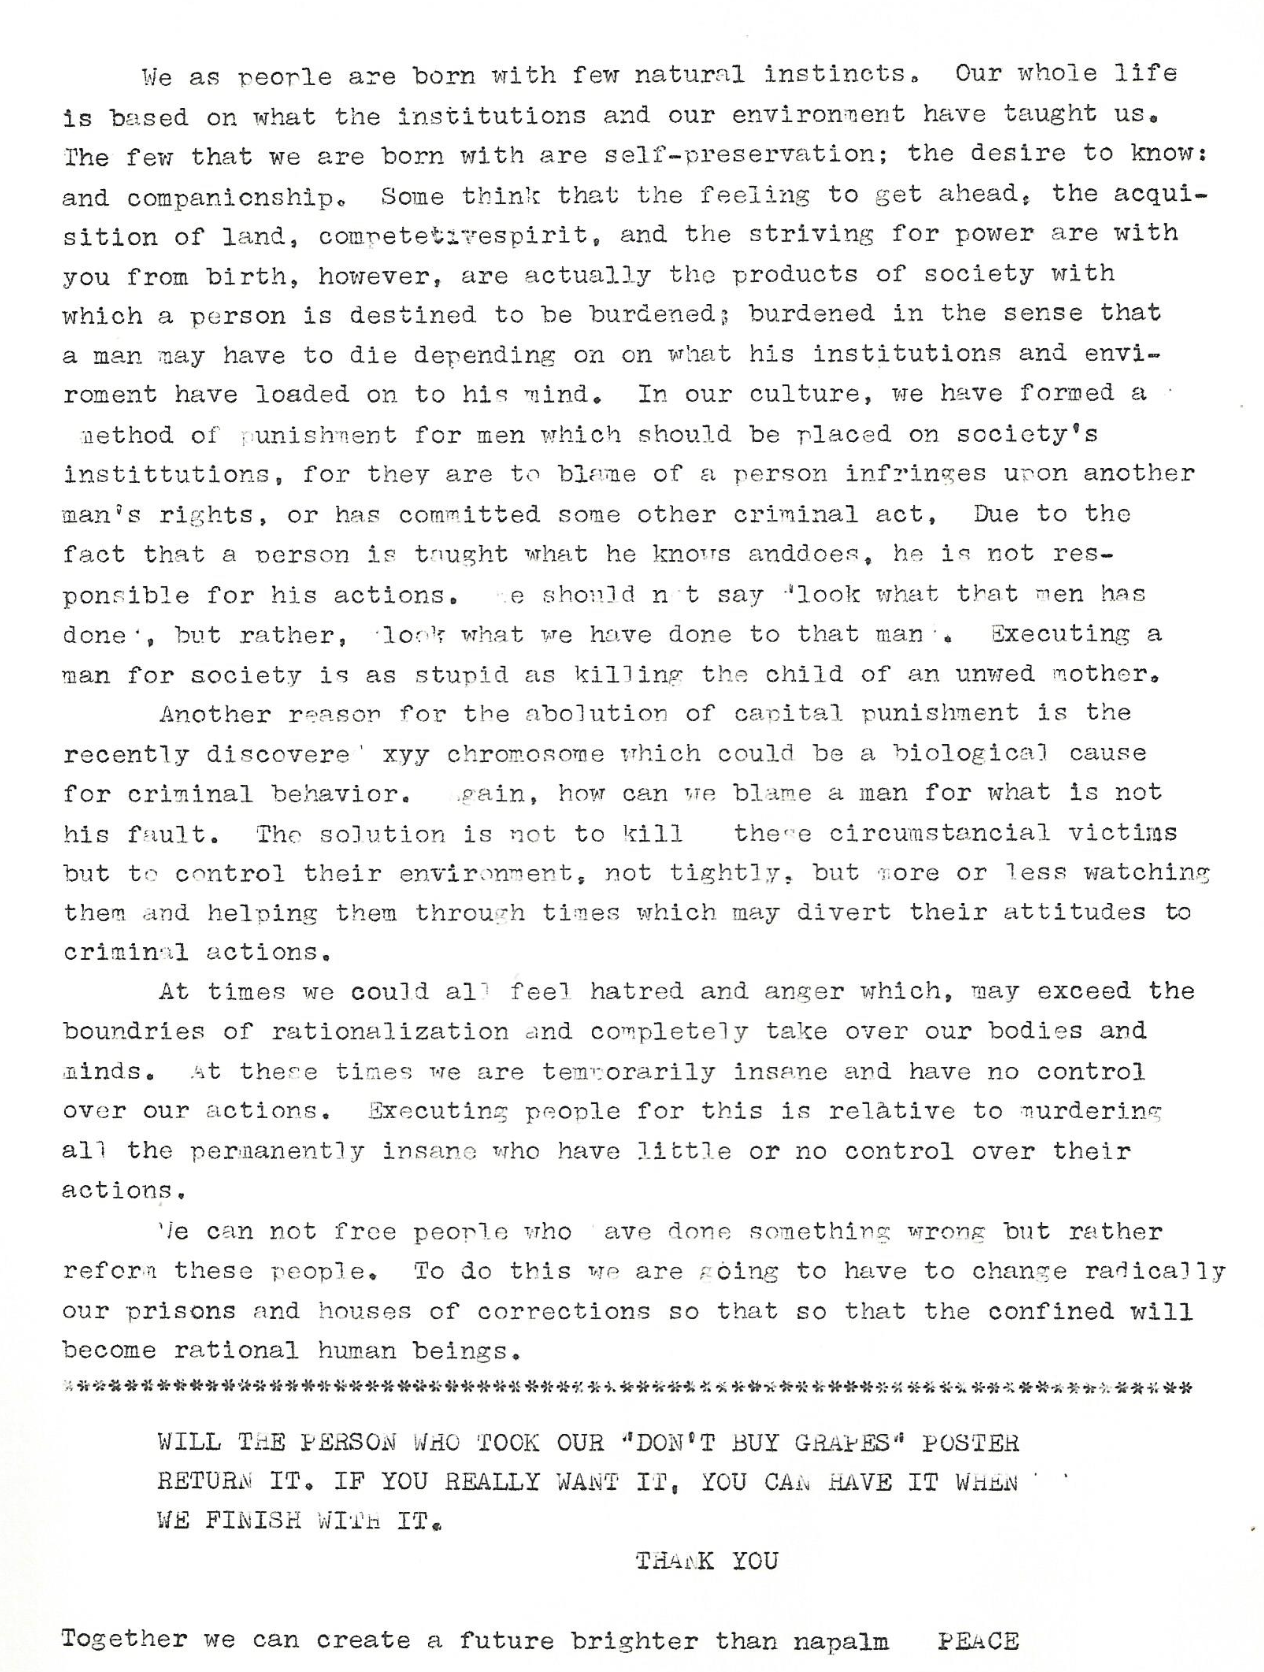 We as people are born with few natural instincts.  Our whole life
is based on what the institutions and our environment have taught us.
The few that we are born with are self-preservation; the desire to know:
and companionship.  Some think that the feeling to get ahead, the acqui-
sition of land, competetivespirit, and the striving for power are with
you from birth, however, are actually the products of society with
which a person is destined to be burdened; burdened in the sense that
a man may have to die depending on on what his institutions and envi-
roment have loaded on to his mind.  In our culture, we have formed a
method of punishment for men which should be placed on society's
instittutions, for they are to blame of a person infringes upon another
man's rights, or has committed some other criminal act,  Due to the
fact that a person is taught what he knows anddoes, he is not res-
ponsible for his actions.  e should n t say "look what that men has
done', but rather, 'look what we have done to that man'.  Executing a
man for society is as stupid as killing the child of an unwed mother.
Another reason for the abolution of capital punishment is the
recently discovere' xyy chromosome which could be a biological cause
for criminal behavior.  gain, how can we blame a man for what is not
his fault.  The solution is not to kill   these circumstancial victims
but to control their environment, not tightly, but more or less watching
them and helping them through times which may divert their attitudes to
criminal actions.
At times we could all feel hatred and anger which, may exceed the
boundries of rationalization and completely take over our bodies and
minds.  At these times we are temporarily insane and have no control
over our actions.  Executing people for this is relative to murdering
all the permanently insane who have little or no control over their
actions.
We can not free people who  ave done something wrong but rather
reform these people.  To do this we are going to have to change radically
our prisons and houses of corrections so that so that the confined will
become rational human beings.
***********************************************************************
WILL THE PERSON WHO TOOK OUR "DON'T BUY GRAPES" POSTER
RETURN IT. IF YOU REALLY WANT IT, YOU CAN HAVE IT WHEN
WE FINISH WITH IT.
THANK YOU
Together we can create a future brighter than napalm   PEACE